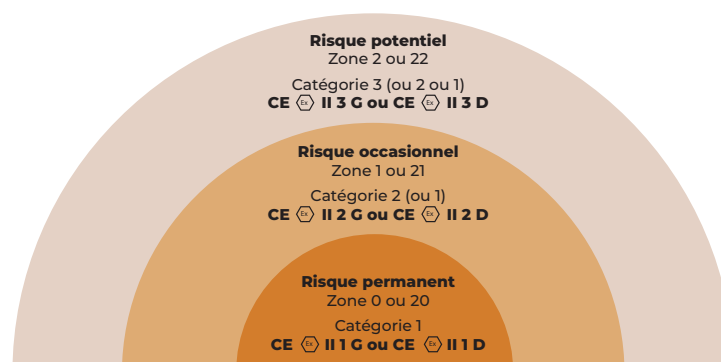 Risque potentiel
Zone 2 ou 22
Catégorie 3 (ou 2 ou 1)
CE Ex II 3 G ou CE Ex II 3 D
Risque occasionnel
Zone 1 ou 21
Catégorie 2 (ou 1)
CE Ex II 2 G ou CE Ex II 2 D
Risque permanent
Zone 0 ou 20
Catégorie 1
CE Ex II 1 G ou CE Ex II 1 D